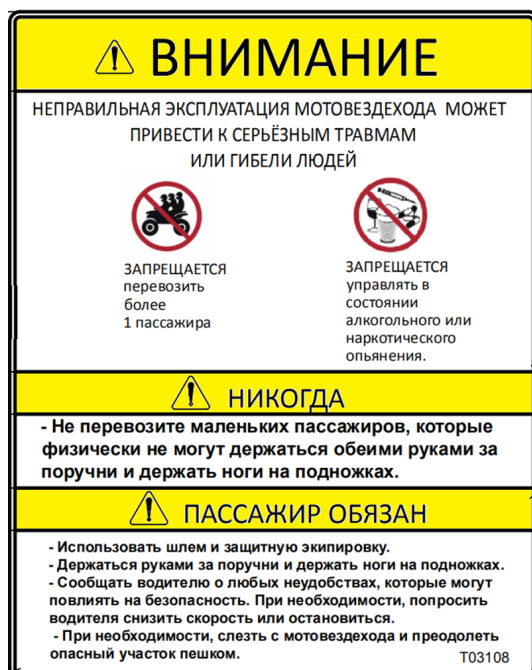 ВНИМАНИЕ
НЕПРАВИЛЬНАЯ ЭКСПЛУАТАЦИЯ МОТОВЕЗДЕХОДА МОЖЕТ
ПРИВЕСТИ К СЕРЬЁЗНЫМ ТРАВМАМ
ИЛИ ГИБЕЛИ ЛЮДЕЙ
ЗАПРЕЩАЕТСЯ
перевозить
более
1 пассажира
ЗАПРЕЩАЕТСЯ
управлять в
состоянии
алкогольного или
наркотического
опьянения.
НИКОГДА
- Не перевозите маленьких пассажиров, которые
физически не могут держаться обеими руками за
поручни и держать ноги на подножках.
ПАССАЖИР ОБЯЗАН
- Использовать шлем и защитную экипировку.
- Держаться руками за поручни и держать ноги на подножках.
- Сообщать водителю о любых неудобствах, которые могут
повлиять на безопасность. При необходимости, попросить
водителя снизить скорость или остановиться.
- При необходимости, слезть с мотовездехода и преодолеть
опасный участок пешком.
T03108